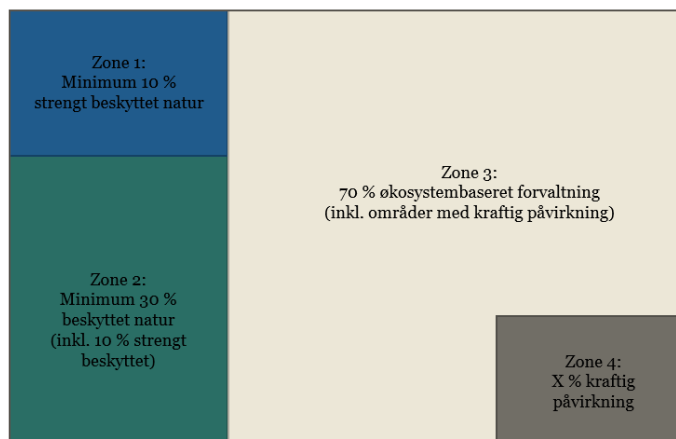 Zone 1:
Minimum 10 %
strengt beskyttet natur
Zone 2:
Minimum 30 %
beskyttet natur
(inkl. 10 % strengt
beskyttet)
Zone 3:
70 % økosystembaseret forvaltning
(inkl. områder med kraftig påvirkning)
Zone 4:
X % kraftig
påvirkning